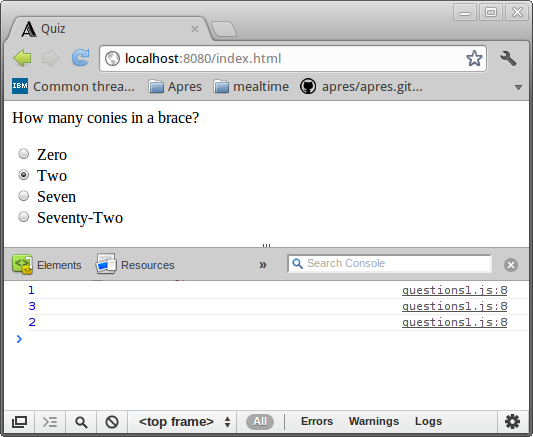 Quiz
localhost:8080/index.html
IBM Common threa... Apres mealtime apres/apres.git...
How many conies in a brace?
Zero
Two
Seven
Seventy-Two
Elements Resources » Search Console
1 questions1.js:8
3 questions1.js:8
2 questions1.js:8
>
<top frame> All Errors Warnings Logs